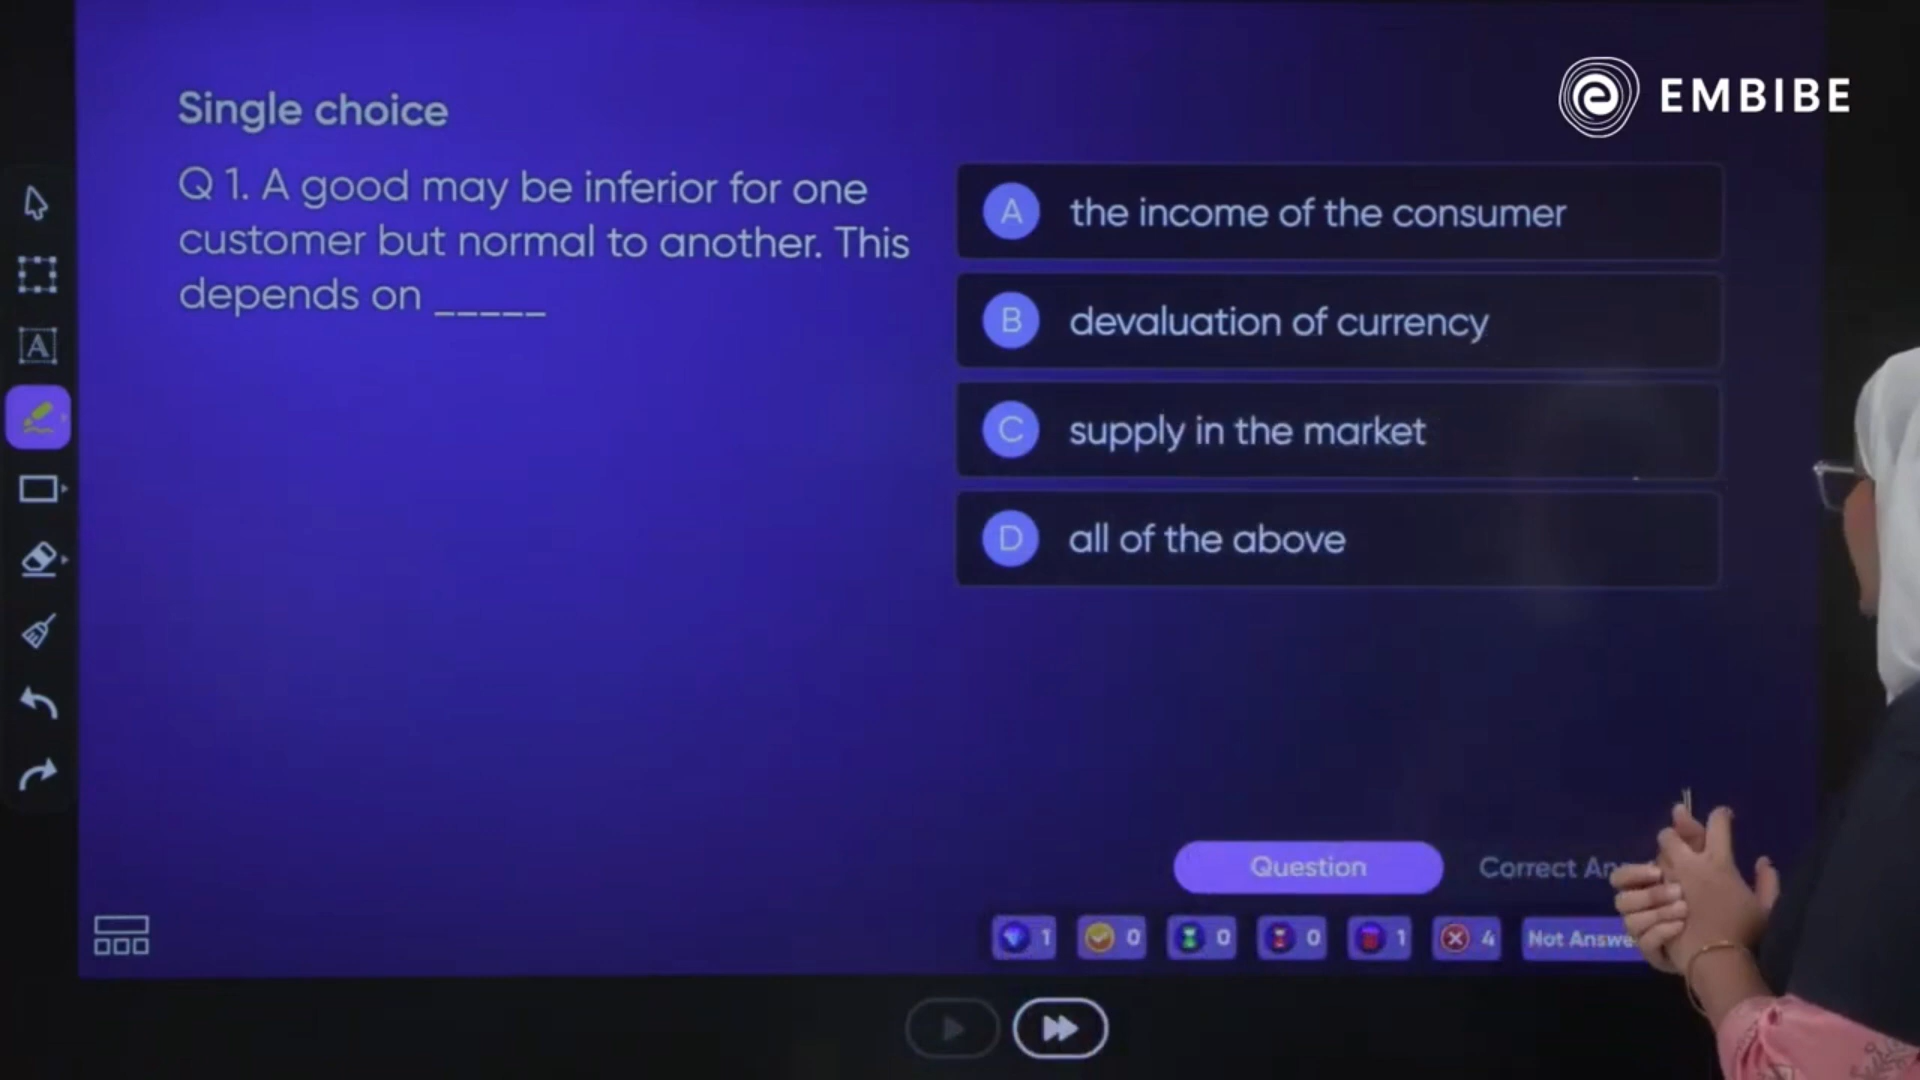 EMBIBE
Single choice
Q 1. A good may be inferior for one
customer but normal to another. This
depends on _____
A the income of the consumer
B devaluation of currency
C supply in the market
D all of the above
A
Question Correct
1 0 0 0 1 4 Not